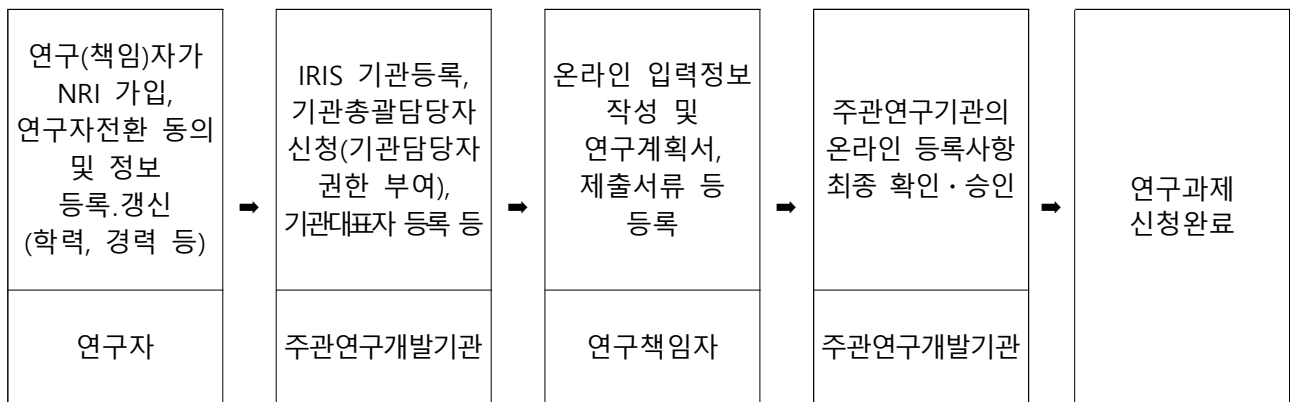 연구(책임)자가
NRI 가입,
연구자전환 동의
및 정보
등록.갱신
(학력, 경력 등)
연구자
➡
IRIS 기관등록,
기관총괄담당자
신청(기관담당자
권한 부여),
기관대표자 등록 등
주관연구개발기관
➡
온라인 입력정보
작성 및
연구계획서,
제출서류 등
등록
연구책임자
➡
주관연구기관의
온라인 등록사항
최종 확인・승인
주관연구개발기관
➡
연구과제
신청완료